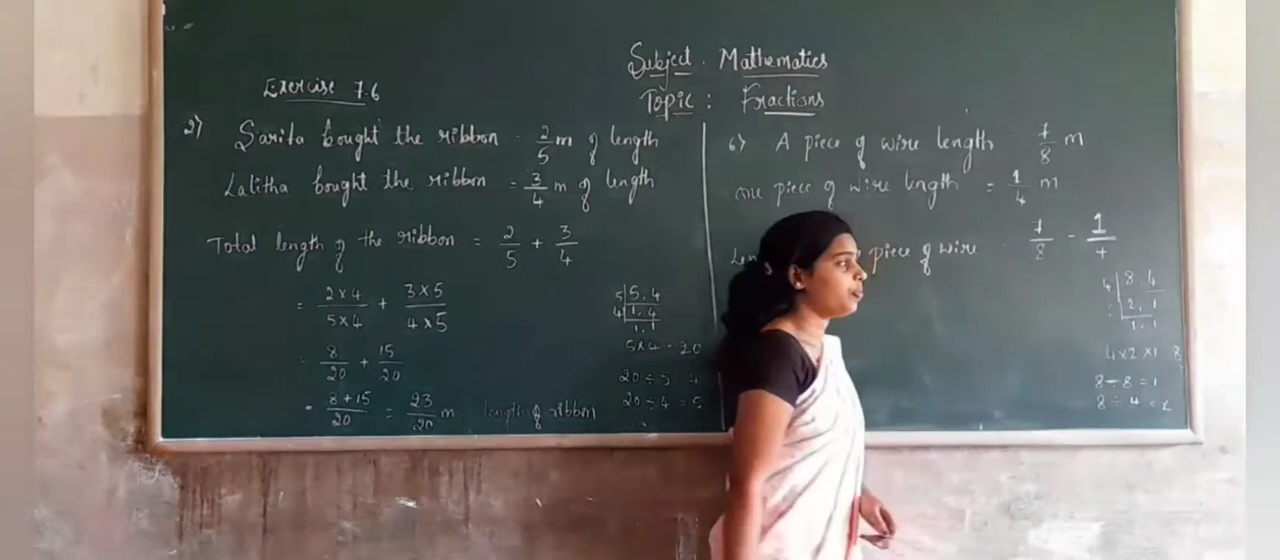 Subject. Mathematics
Topic: Fractions
Exercise 7.6
2) Sarita bought the ribbon = 2/5 m of length
Lalitha bought the ribbon = 3/4 m of length
Total length of the ribbon = 2/5 + 3/4
= 2×4/5×4 + 3×5/4×5
= 8/20 + 15/20
= 8+15/20 = 23/20 m length of ribbon
5 | 5, 4
4 | 1, 4
1, 1
5×4 = 20
20 ÷ 5 = 4
20 ÷ 4 = 5
6) A piece of wire length = 7/8 m
one piece of wire length = 1/4 m
piece of wire = 7/8 - 1/4
4 | 8, 4
2, 1
1, 1
4×2×1 8
8 ÷ 8 = 1
8 ÷ 4 = 2